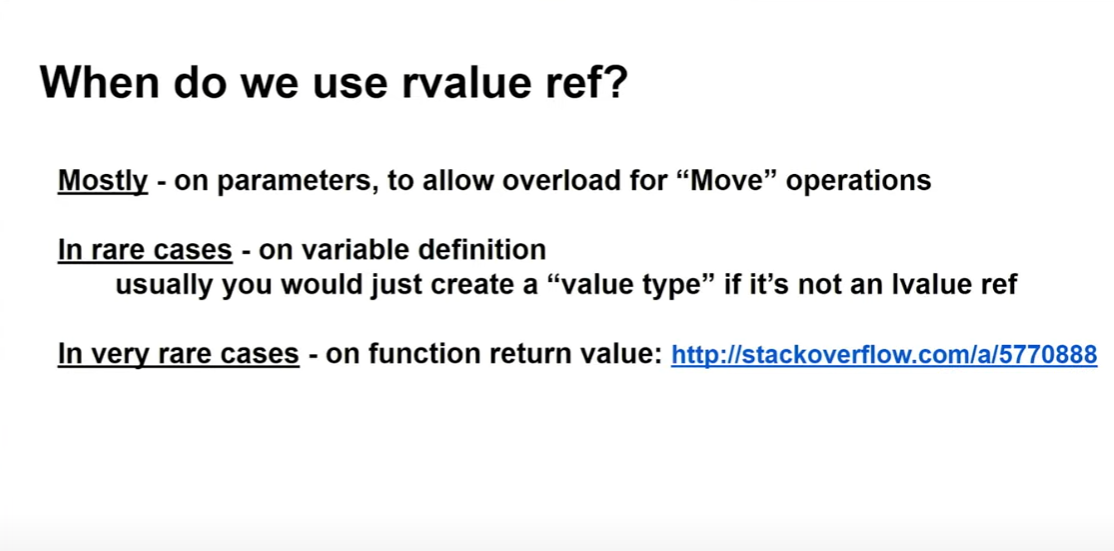 When do we use rvalue ref?
Mostly - on parameters, to allow overload for “Move” operations
In rare cases - on variable definition
usually you would just create a “value type” if it’s not an lvalue ref
In very rare cases - on function return value: http://stackoverflow.com/a/5770888